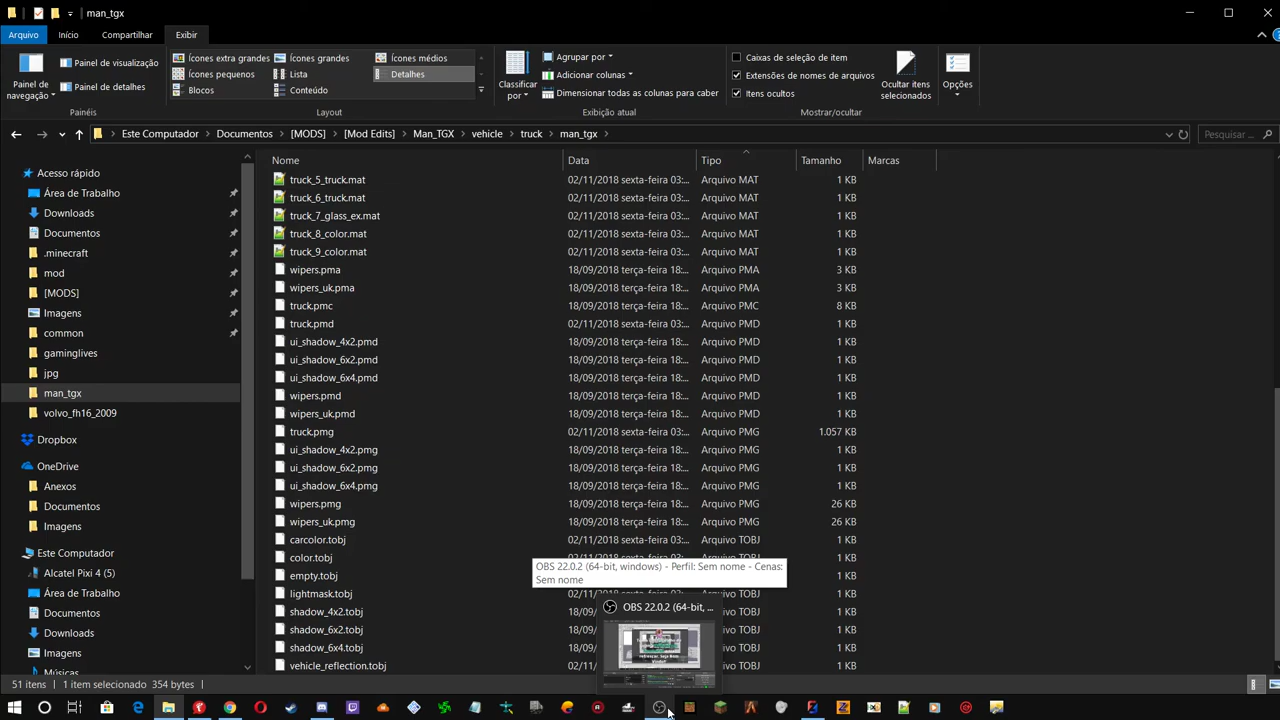 man_tgx
Arquivo Início Compartilhar Exibir
Painel de navegação
Painel de visualização
Painel de detalhes
Painéis
Ícones extra grandes Ícones grandes Ícones médios
Ícones pequenos Lista Detalhes
Blocos Conteúdo
Layout
Classificar por
Agrupar por
Adicionar colunas
Dimensionar todas as colunas para caber
Exibição atual
Caixas de seleção de item
Extensões de nomes de arquivos
Itens ocultos
Mostrar/ocultar
Ocultar itens selecionados
Opções
Este Computador > Documentos > [MODS] > [Mod Edits] > Man_TGX > vehicle > truck > man_tgx >
Pesquisar ...
Acesso rápido
Área de Trabalho
Downloads
Documentos
.minecraft
mod
[MODS]
Imagens
common
gaminglives
jpg
man_tgx
volvo_fh16_2009
Dropbox
OneDrive
Anexos
Documentos
Imagens
Este Computador
Alcatel Pixi 4 (5)
Área de Trabalho
Documentos
Downloads
Imagens
Músicas
Nome Data Tipo Tamanho Marcas
truck_5_truck.mat 02/11/2018 sexta-feira 03:... Arquivo MAT 1 KB
truck_6_truck.mat 02/11/2018 sexta-feira 03:... Arquivo MAT 1 KB
truck_7_glass_ex.mat 02/11/2018 sexta-feira 03:... Arquivo MAT 1 KB
truck_8_color.mat 02/11/2018 sexta-feira 03:... Arquivo MAT 1 KB
truck_9_color.mat 02/11/2018 sexta-feira 03:... Arquivo MAT 1 KB
wipers.pma 18/09/2018 terça-feira 18:... Arquivo PMA 3 KB
wipers_uk.pma 18/09/2018 terça-feira 18:... Arquivo PMA 3 KB
truck.pmc 18/09/2018 terça-feira 18:... Arquivo PMC 8 KB
truck.pmd 02/11/2018 sexta-feira 03:... Arquivo PMD 1 KB
ui_shadow_4x2.pmd 18/09/2018 terça-feira 18:... Arquivo PMD 1 KB
ui_shadow_6x2.pmd 18/09/2018 terça-feira 18:... Arquivo PMD 1 KB
ui_shadow_6x4.pmd 18/09/2018 terça-feira 18:... Arquivo PMD 1 KB
wipers.pmd 18/09/2018 terça-feira 18:... Arquivo PMD 1 KB
wipers_uk.pmd 18/09/2018 terça-feira 18:... Arquivo PMD 1 KB
truck.pmg 02/11/2018 sexta-feira 03:... Arquivo PMG 1.057 KB
ui_shadow_4x2.pmg 18/09/2018 terça-feira 18:... Arquivo PMG 1 KB
ui_shadow_6x2.pmg 18/09/2018 terça-feira 18:... Arquivo PMG 1 KB
ui_shadow_6x4.pmg 18/09/2018 terça-feira 18:... Arquivo PMG 1 KB
wipers.pmg 18/09/2018 terça-feira 18:... Arquivo PMG 26 KB
wipers_uk.pmg 18/09/2018 terça-feira 18:... Arquivo PMG 26 KB
carcolor.tobj 18/09/2018 terça-feira 18:... Arquivo TOBJ 1 KB
color.tobj
empty.tobj
lightmask.tobj TOBJ 1 KB
shadow_4x2.tobj 18/09/2018 TOBJ 1 KB
shadow_6x2.tobj 18/09/2018 TOBJ 1 KB
shadow_6x4.tobj 18/09/2018 TOBJ 1 KB
vehicle_reflection.tobj 18/09/2018 TOBJ 1 KB
OBS 22.0.2 (64-bit, windows) - Perfil: Sem nome - Cenas:
Sem nome
OBS 22.0.2 (64-bit, ...
51 itens 1 item selecionado 354 bytes